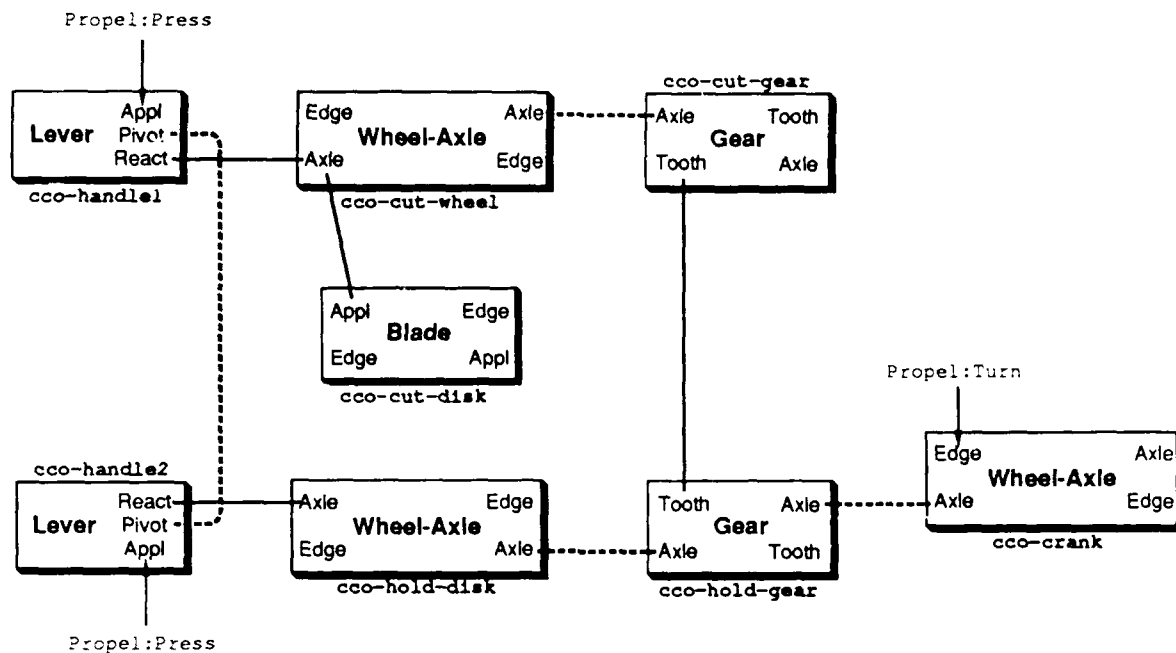 Propel:Press
Appl
Lever Pivot
React
cco-handle1
Edge Axle
Wheel-Axle
Axle Edge
cco-cut-wheel
cco-cut-gear
Axle Tooth
Gear
Tooth Axle
Appl Edge
Blade
Edge Appl
cco-cut-disk
Propel:Turn
Edge Axle
Wheel-Axle
Axle Edge
cco-crank
cco-handle2
React
Lever Pivot
Appl
Propel:Press
Axle Edge
Wheel-Axle
Edge Axle
cco-hold-disk
Tooth Axle
Gear
Axle Tooth
cco-hold-gear